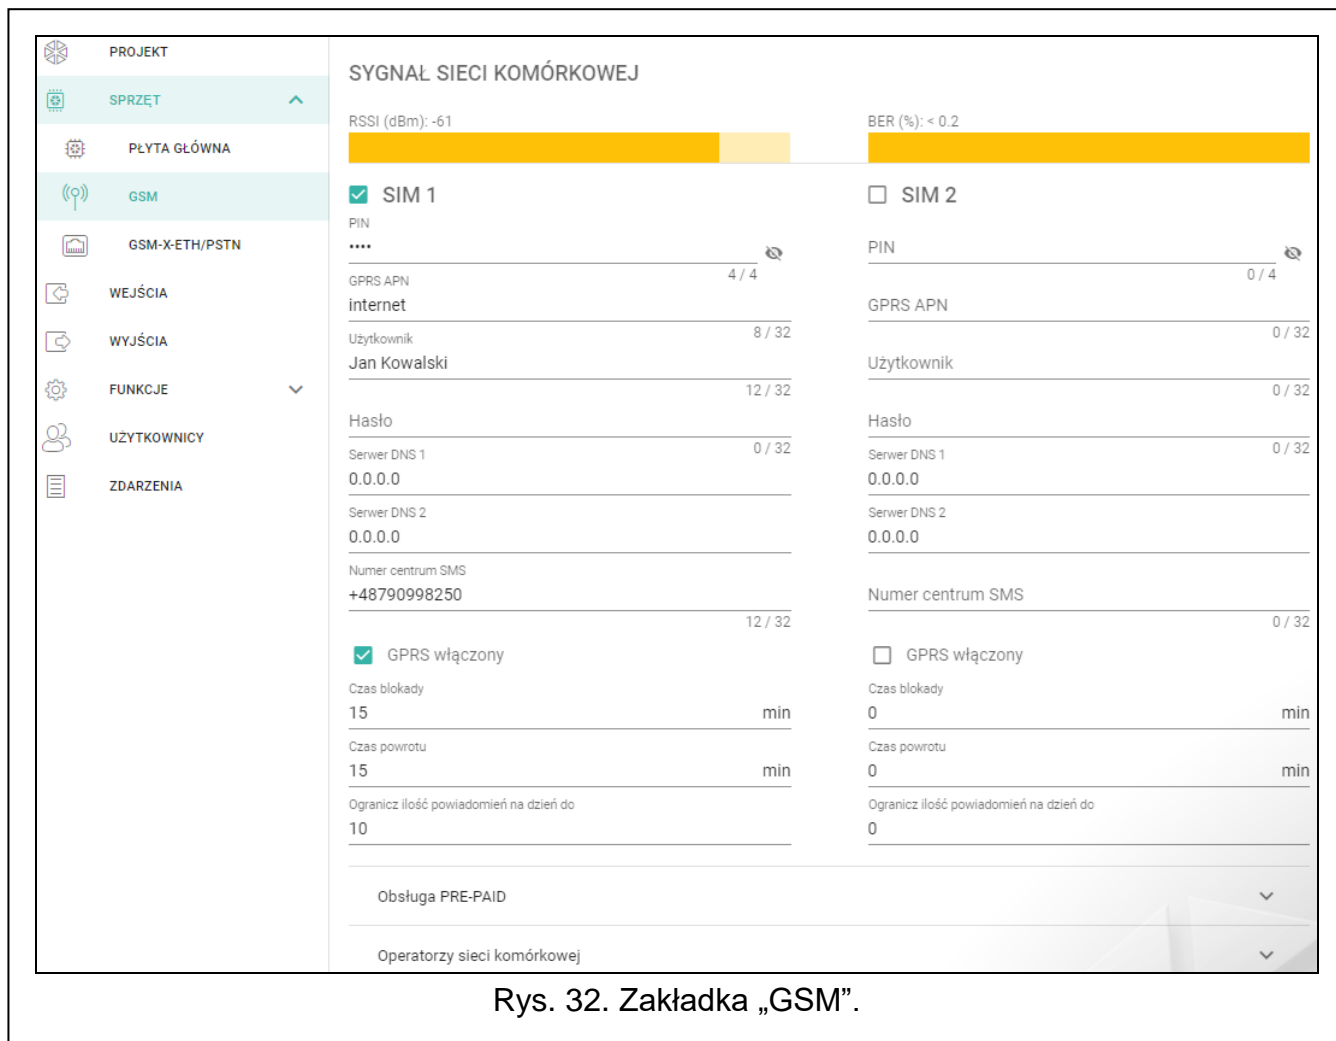 PROJEKT
SPRZĘT
PŁYTA GŁÓWNA
GSM
GSM-X-ETH/PSTN
WEJŚCIA
WYJŚCIA
FUNKCJE
UŻYTKOWNICY
ZDARZENIA
SYGNAŁ SIECI KOMÓRKOWEJ
RSSI (dBm): -61
BER (%): < 0.2
SIM 1
PIN
••••
4 / 4
GPRS APN
internet
8 / 32
Użytkownik
Jan Kowalski
12 / 32
Hasło
0 / 32
Serwer DNS 1
0.0.0.0
Serwer DNS 2
0.0.0.0
Numer centrum SMS
+48790998250
12 / 32
GPRS włączony
Czas blokady
15 min
Czas powrotu
15 min
Ogranicz ilość powiadomień na dzień do
10
SIM 2
PIN
0 / 4
GPRS APN
0 / 32
Użytkownik
0 / 32
Hasło
0 / 32
Serwer DNS 1
0.0.0.0
Serwer DNS 2
0.0.0.0
Numer centrum SMS
0 / 32
GPRS włączony
Czas blokady
0 min
Czas powrotu
0 min
Ogranicz ilość powiadomień na dzień do
0
Obsługa PRE-PAID
Operatorzy sieci komórkowej
Rys. 32. Zakładka „GSM”.